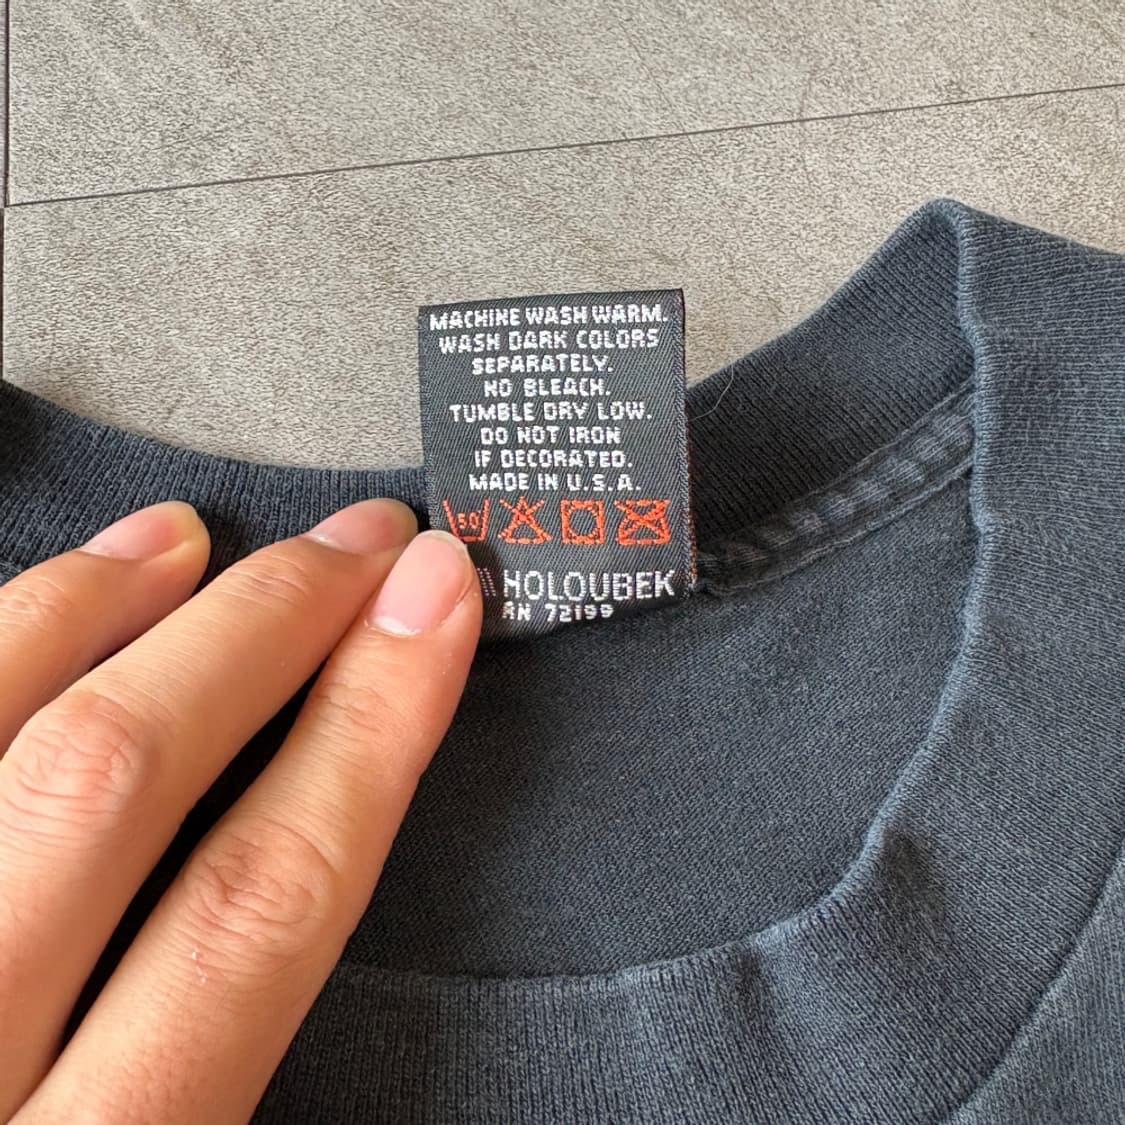 MACHINE WASH WARM.
WASH DARK COLORS
SEPARATELY.
NO BLEACH.
TUMBLE DRY LOW.
DO NOT IRON
IF DECORATED.
MADE IN U.S.A.
50
HOLOUBEK
RN 72199